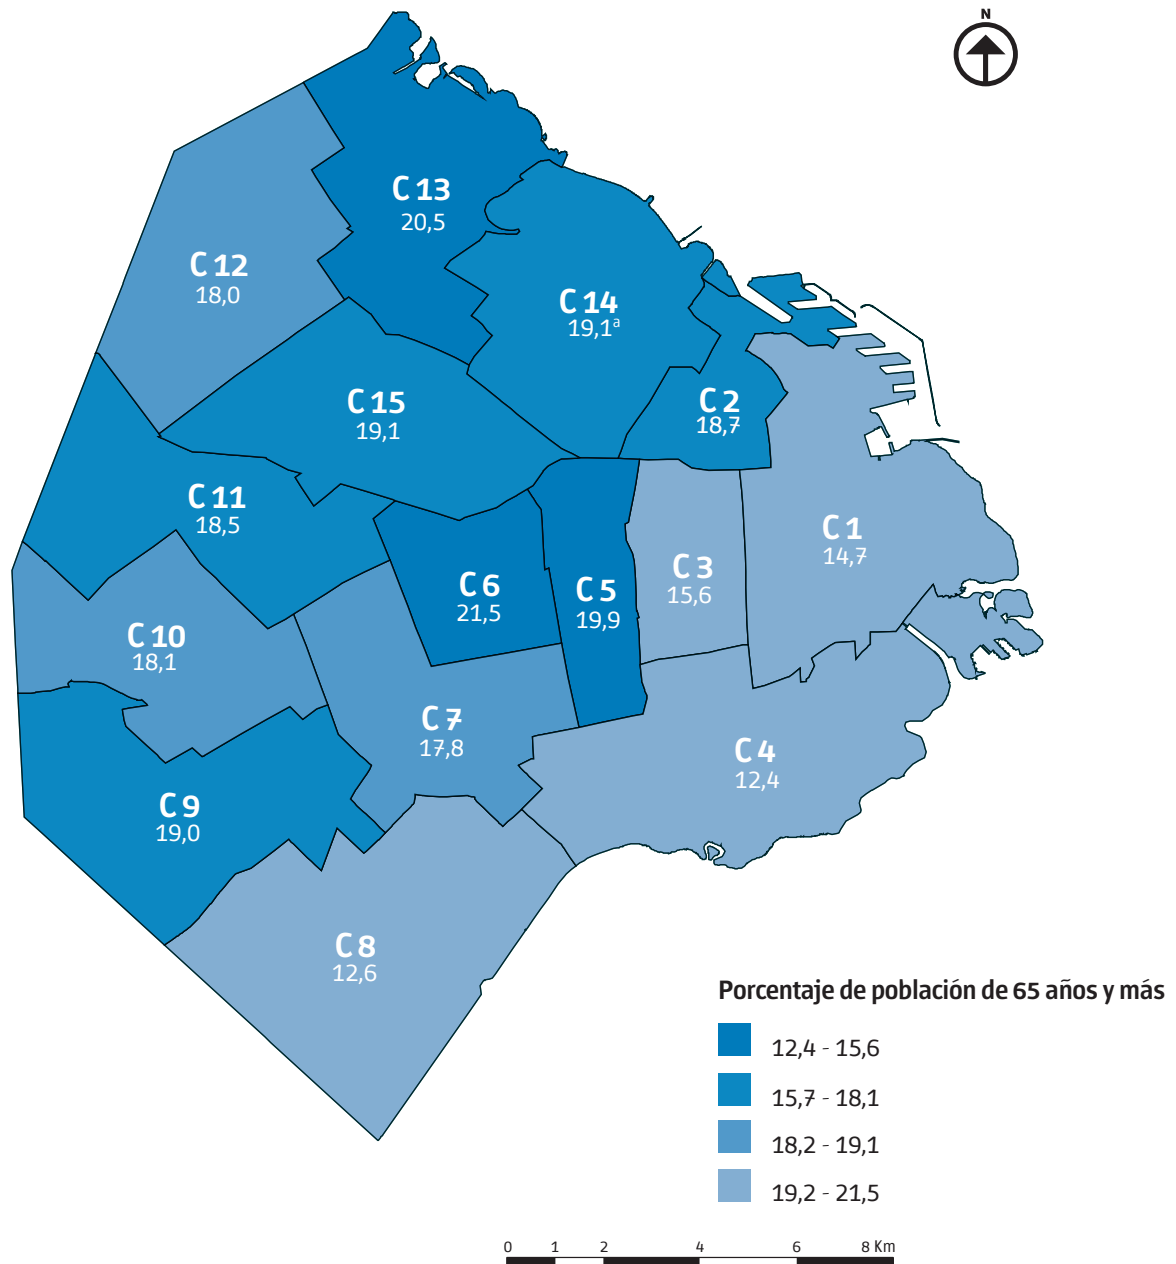 N
C 13
20,5
C 12
18,0
C 14
19,1ª
C 15
19,1
C 2
18,7
C 11
18,5
C 1
14,7
C 3
15,6
C 6
21,5
C 5
19,9
C 10
18,1
C 7
17,8
C 4
12,4
C 9
19,0
C 8
12,6
Porcentaje de población de 65 años y más
12,4 - 15,6
15,7 - 18,1
18,2 - 19,1
19,2 - 21,5
0 1 2 4 6 8 Km